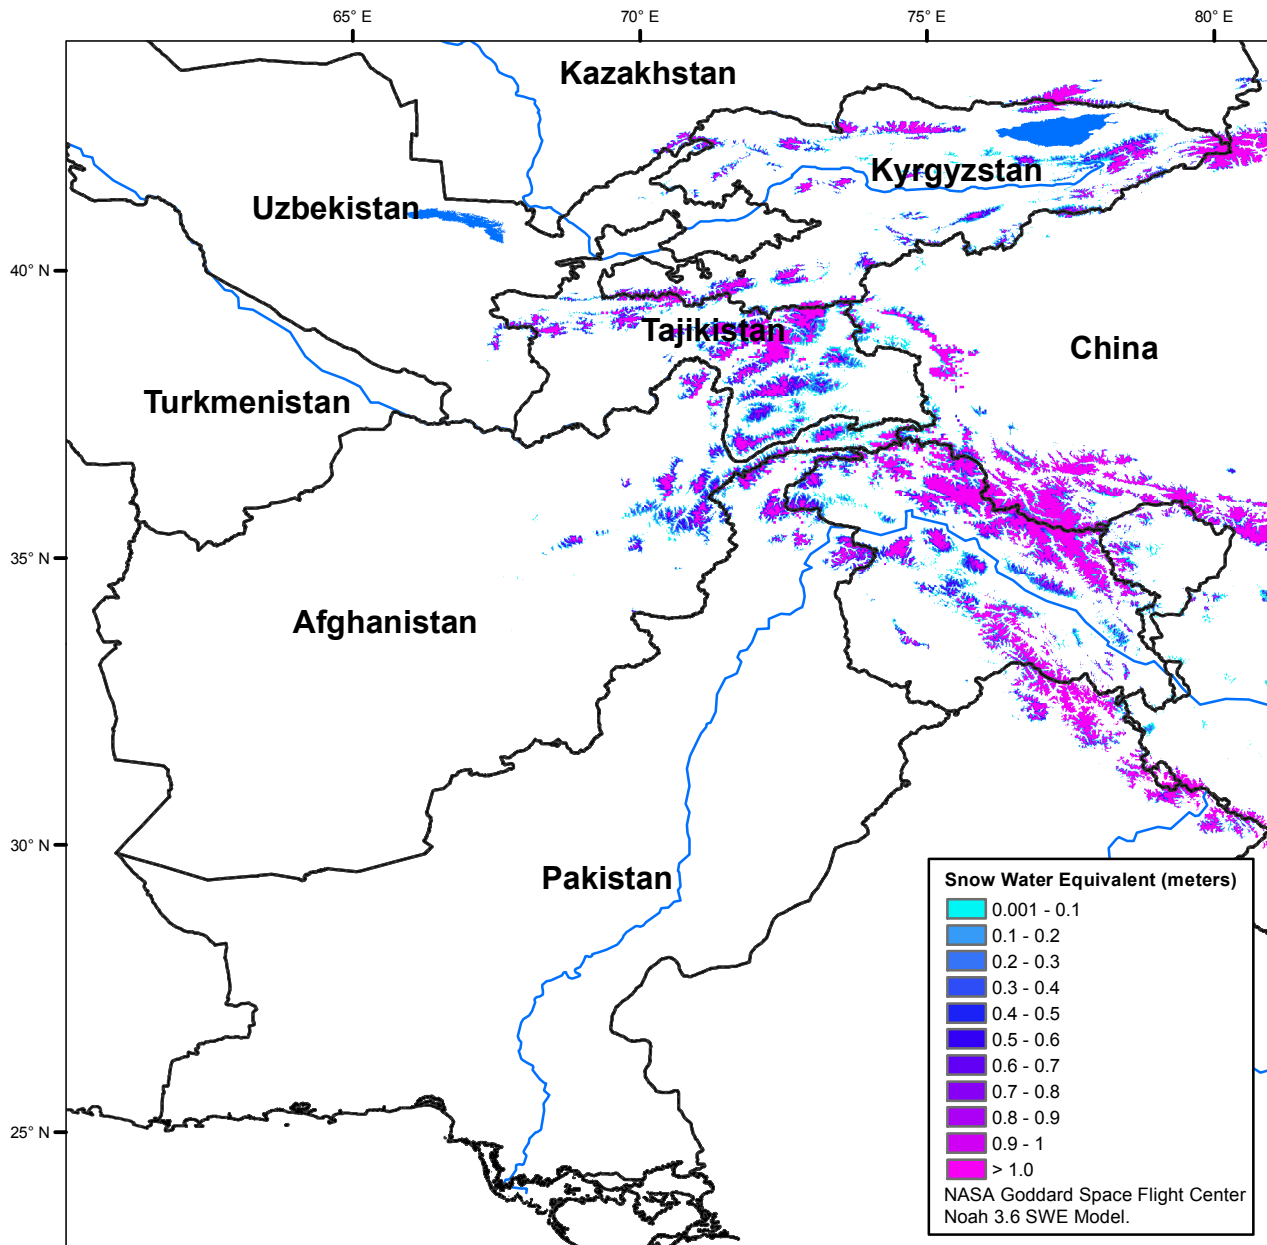 65° E
70° E
75° E
80° E
Kazakhstan
Kyrgyzstan
Uzbekistan
40° N
Tajikistan
China
Turkmenistan
35° N
Afghanistan
30° N
Pakistan
25° N
Snow Water Equivalent (meters)
0.001 - 0.1
0.1 - 0.2
0.2 - 0.3
0.3 - 0.4
0.4 - 0.5
0.5 - 0.6
0.6 - 0.7
0.7 - 0.8
0.8 - 0.9
0.9 - 1
> 1.0
NASA Goddard Space Flight Center
Noah 3.6 SWE Model.